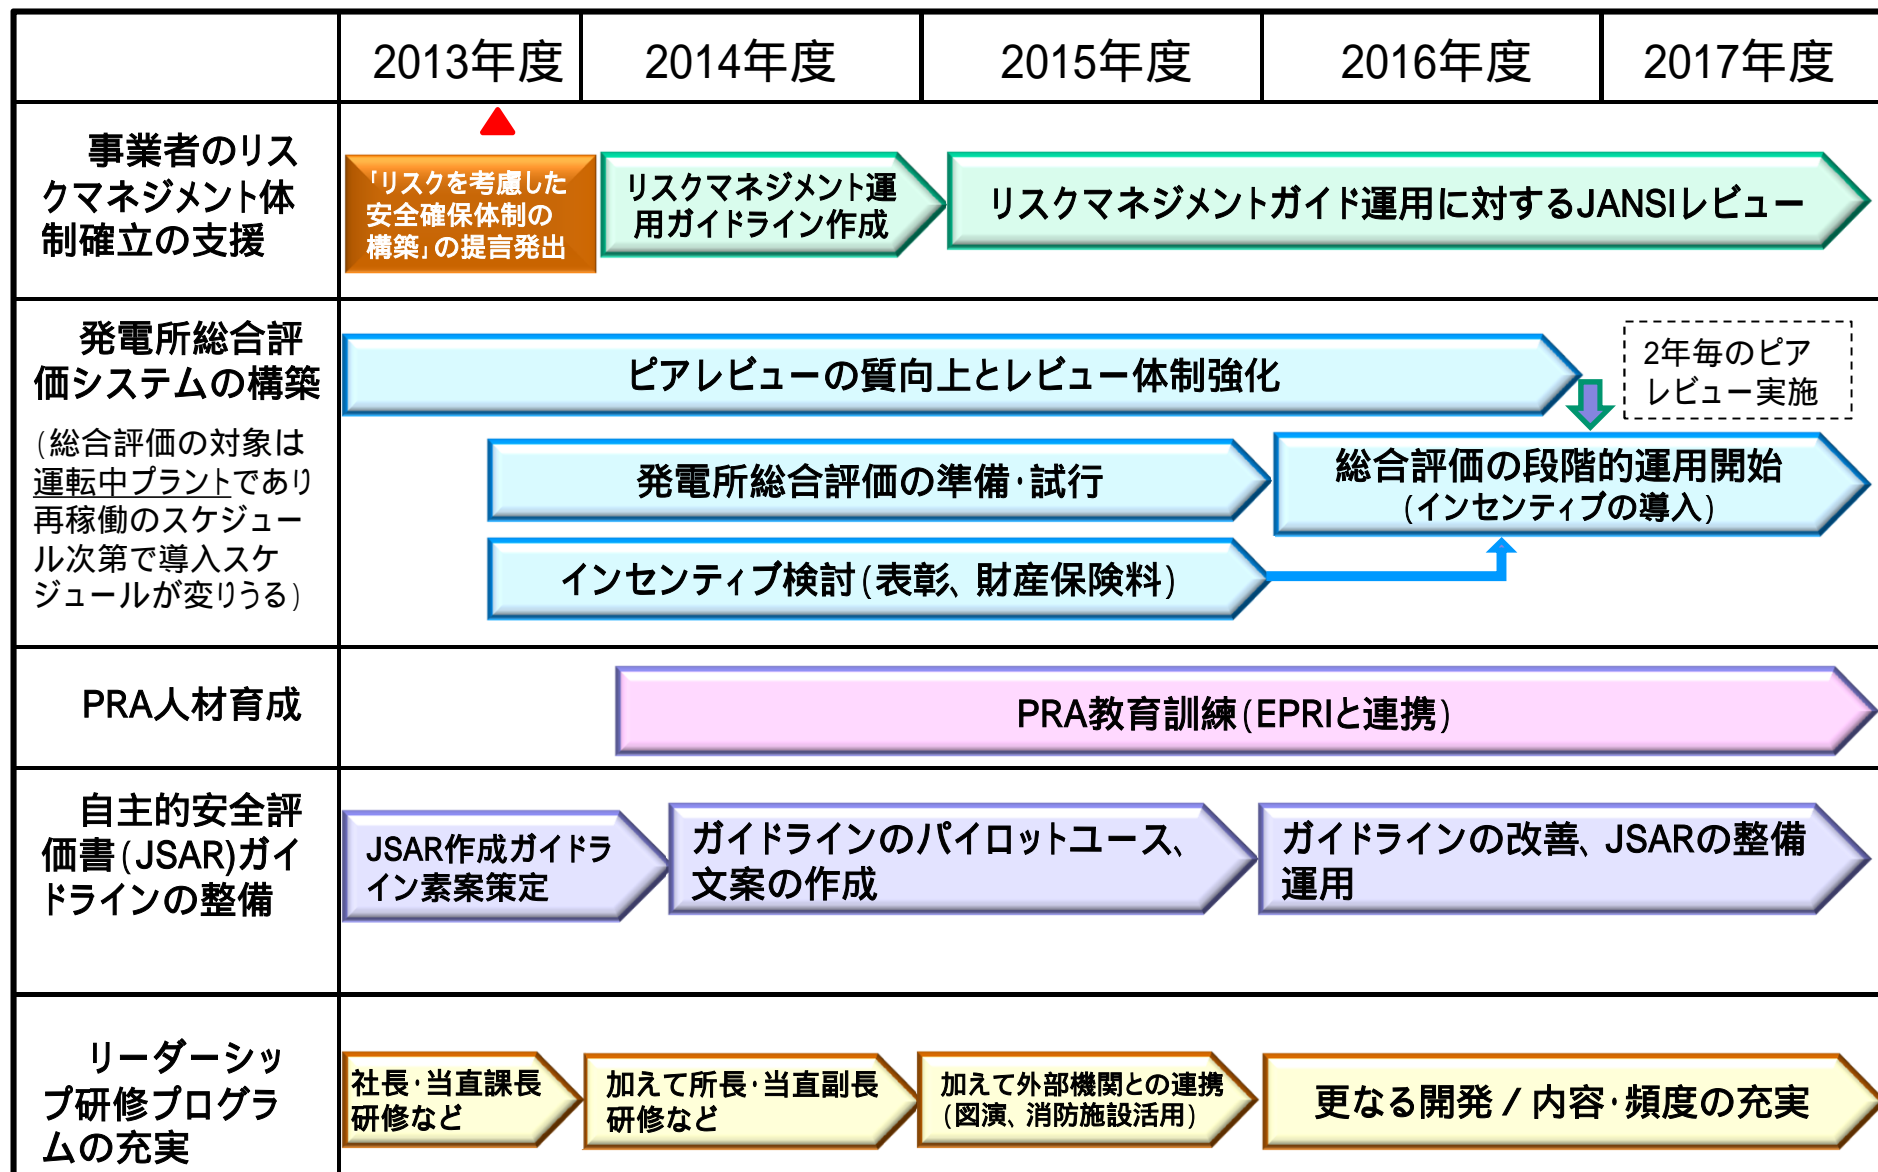 2013年度
2014年度
2015年度
2016年度
2017年度
事業者のリス
クマネジメント体
制確立の支援
「リスクを考慮した
安全確保体制の
構築」の提言発出
リスクマネジメント運
用ガイドライン作成
リスクマネジメントガイド運用に対するJANSIレビュー
発電所総合評
価システムの構築
(総合評価の対象は
運転中プラントであり
再稼働のスケジュー
ル次第で導入スケ
ジュールが変りうる)
ピアレビューの質向上とレビュー体制強化
2年毎のピア
レビュー実施
発電所総合評価の準備・試行
総合評価の段階的運用開始
(インセンティブの導入)
インセンティブ検討(表彰、財産保険料)
PRA人材育成
PRA教育訓練(EPRIと連携)
自主的安全評
価書(JSAR)ガイ
ドラインの整備
JSAR作成ガイドラ
イン素案策定
ガイドラインのパイロットユース、
文案の作成
ガイドラインの改善、JSARの整備
運用
リーダーシッ
プ研修プログラ
ムの充実
社長・当直課長
研修など
加えて所長・当直副長
研修など
加えて外部機関との連携
(図演、消防施設活用)
更なる開発／内容・頻度の充実